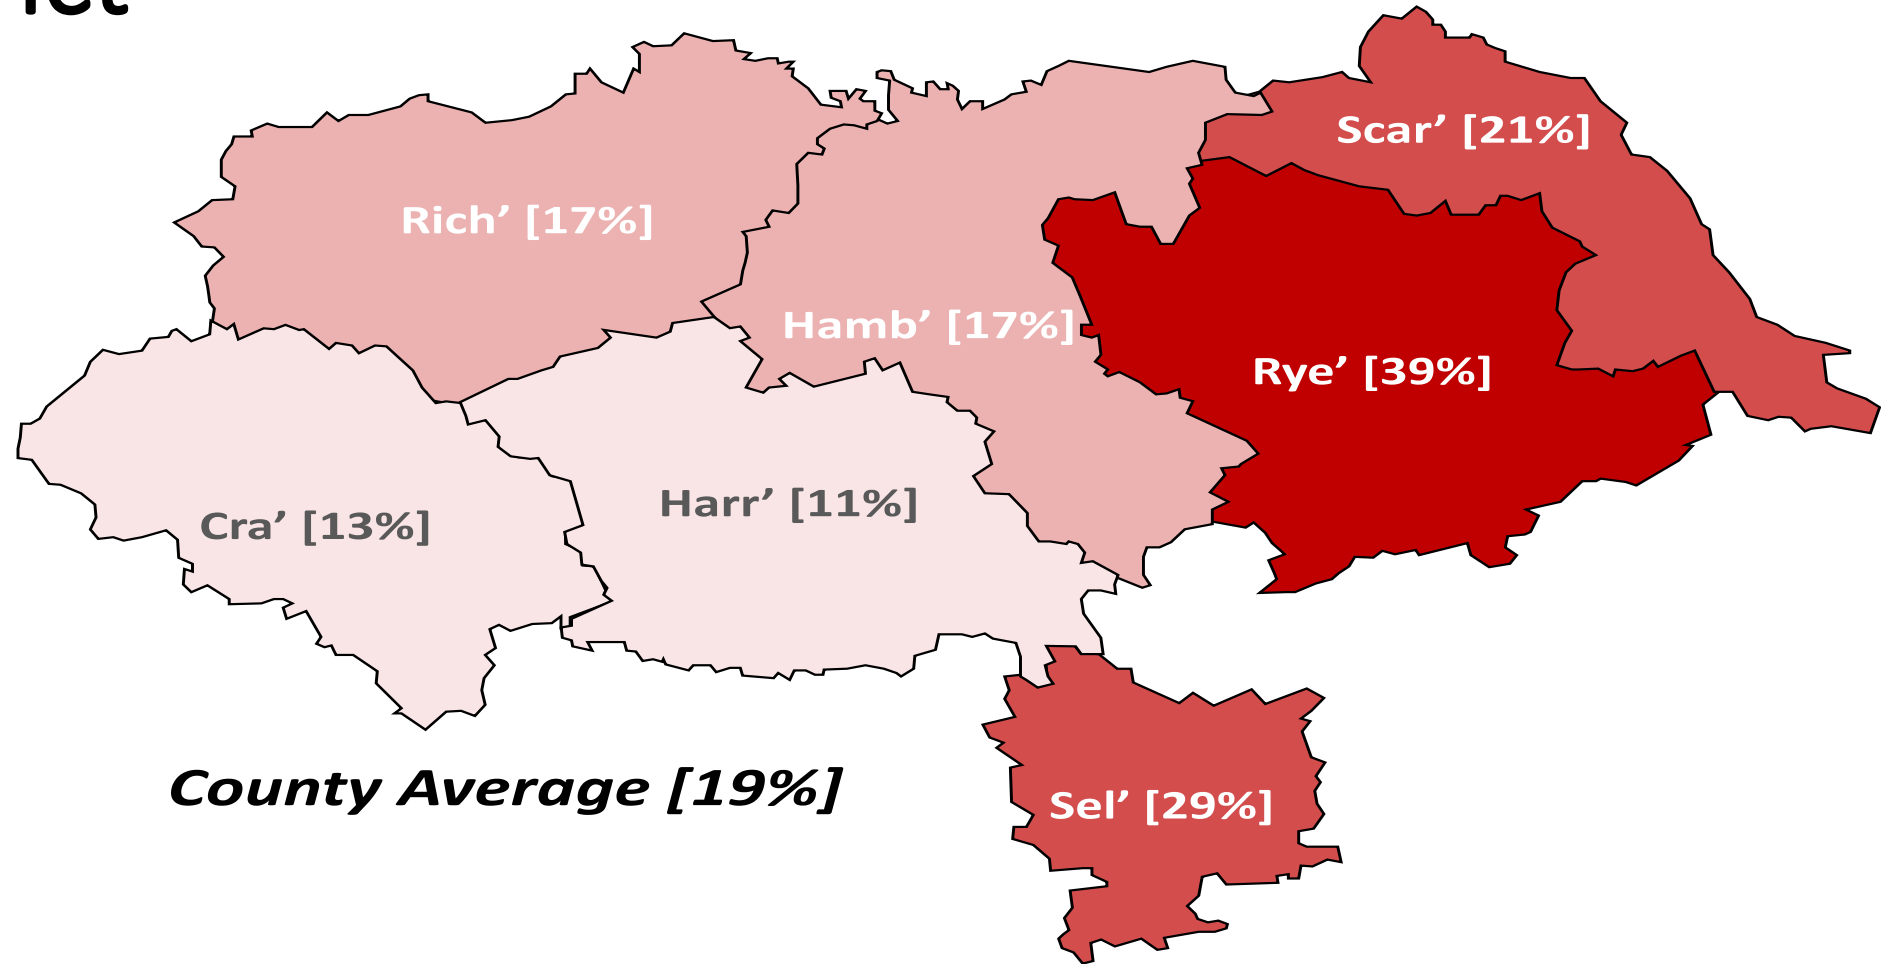 Scar’ [21%]
Rich’ [17%]
Hamb’ [17%]
Rye’ [39%]
Harr’ [11%]
Cra’ [13%]
County Average [19%]
Sel’ [29%]